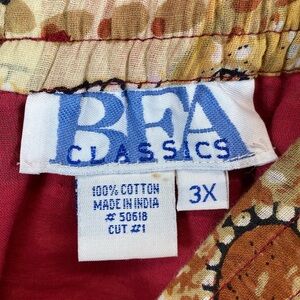 BFA
CLASSICS
100% COTTON
MADE IN INDIA
# 50618
CUT #1
3X